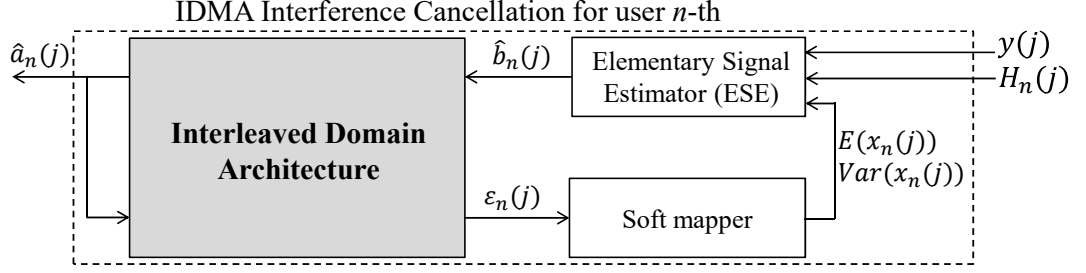 IDMA Interference Cancellation for user n-th
â_n(j)
b̂_n(j)
y(j)
H_n(j)
Elementary Signal
Estimator (ESE)
Interleaved Domain
Architecture
E(x_n(j))
Var(x_n(j))
ε_n(j)
Soft mapper